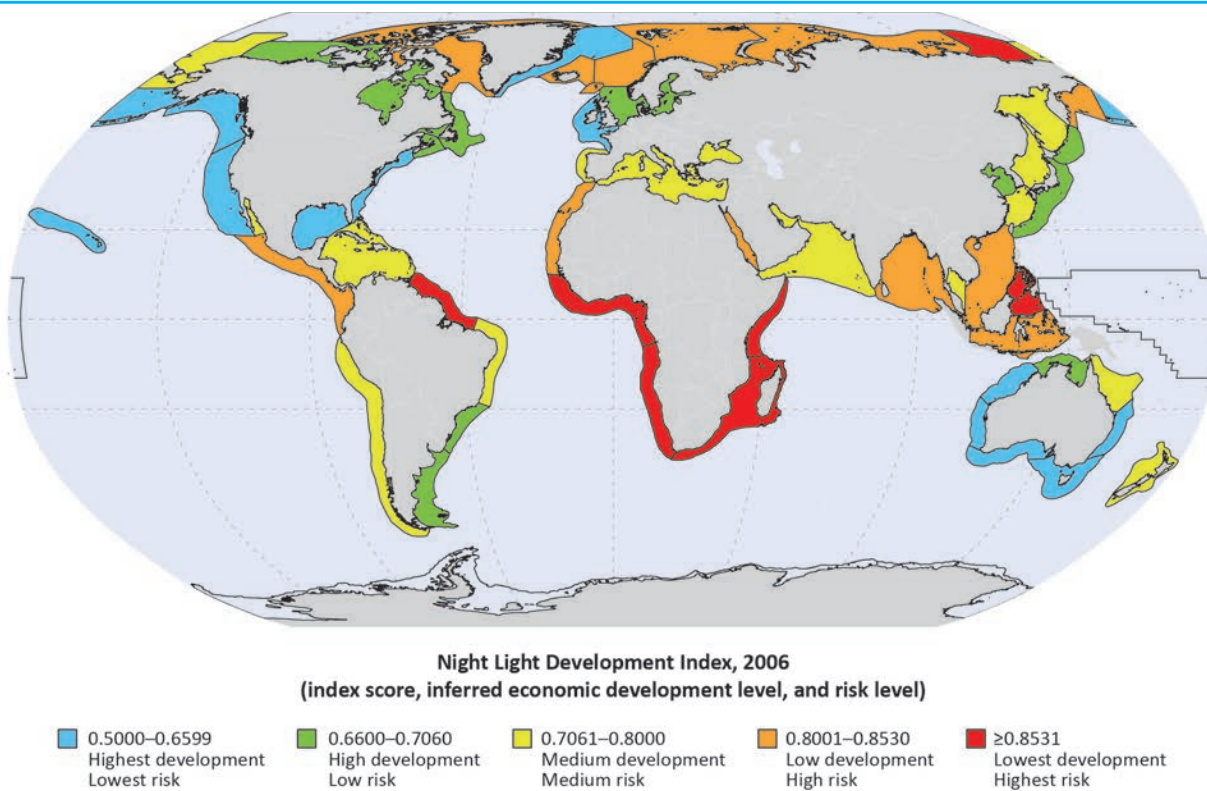 Night Light Development Index, 2006
(index score, inferred economic development level, and risk level)
0.5000–0.6599
Highest development
Lowest risk
0.6600–0.7060
High development
Low risk
0.7061–0.8000
Medium development
Medium risk
0.8001–0.8530
Low development
High risk
≥0.8531
Lowest development
Highest risk